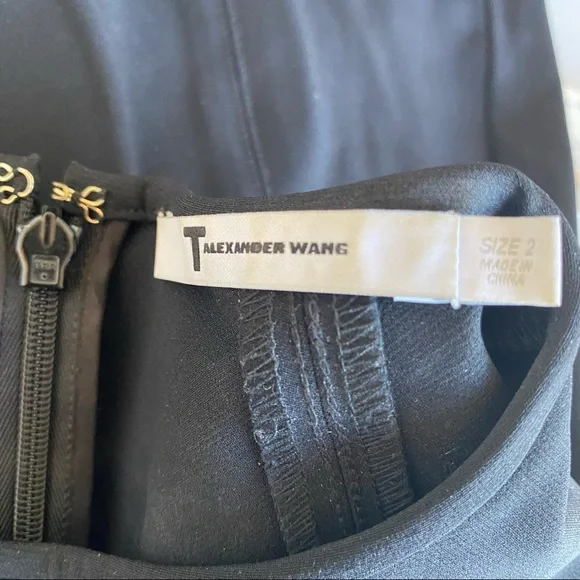 T ALEXANDER WANG
SIZE 2
MADE IN
CHINA